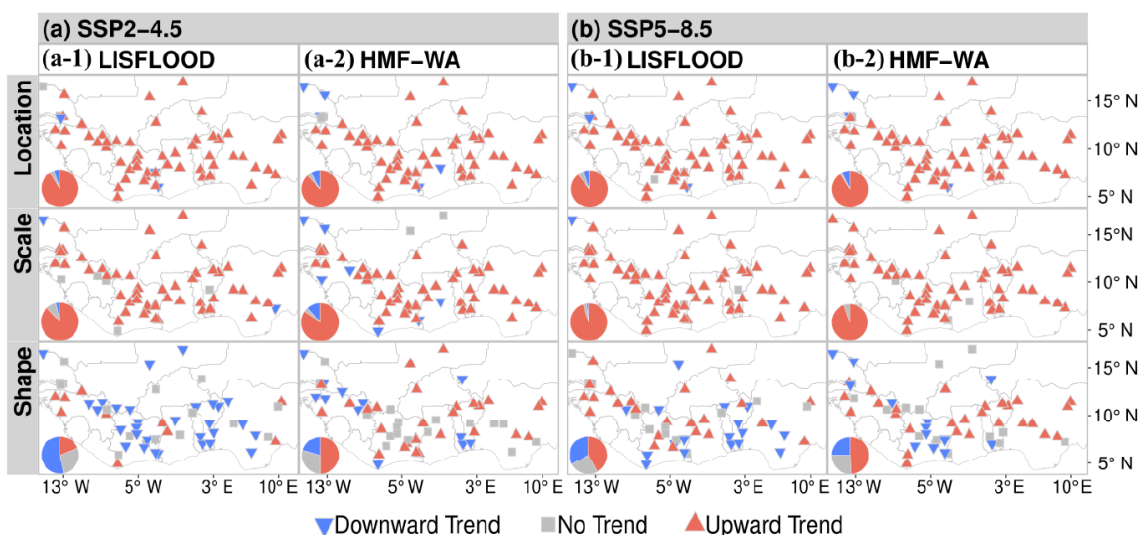 (a) SSP2−4.5
(b) SSP5−8.5
(a-1) LISFLOOD
(a-2) HMF−WA
(b-1) LISFLOOD
(b-2) HMF−WA
Location
15° N
10° N
5° N
Scale
15° N
10° N
5° N
Shape
15° N
10° N
5° N
13° W 5° W 3° E 10° E
13° W 5° W 3° E
13° W 5° W 3° E
13° W 5° W 3° E 10° E
Downward Trend No Trend Upward Trend